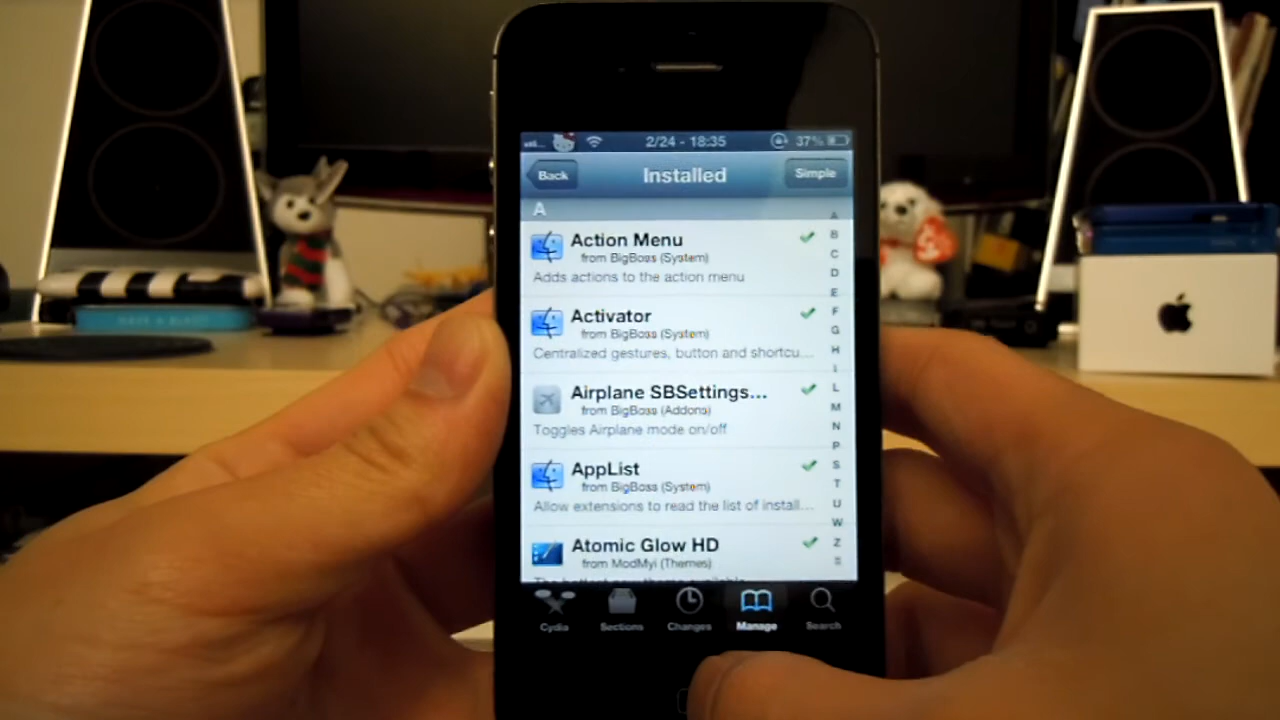 2/24 - 18:35
37%
Back
Installed
Simple
A
Action Menu
from BigBoss (System)
Adds actions to the action menu
Activator
from BigBoss (System)
Centralized gestures, button and shortcu...
Airplane SBSettings...
from BigBoss (Addons)
Toggles Airplane mode on/off
AppList
from BigBoss (System)
Allow extensions to read the list of install...
Atomic Glow HD
from ModMyi (Themes)
A
B
C
D
E
F
G
H
I
L
M
N
P
S
T
U
W
Z
Cydia
Sections
Changes
Manage
Search